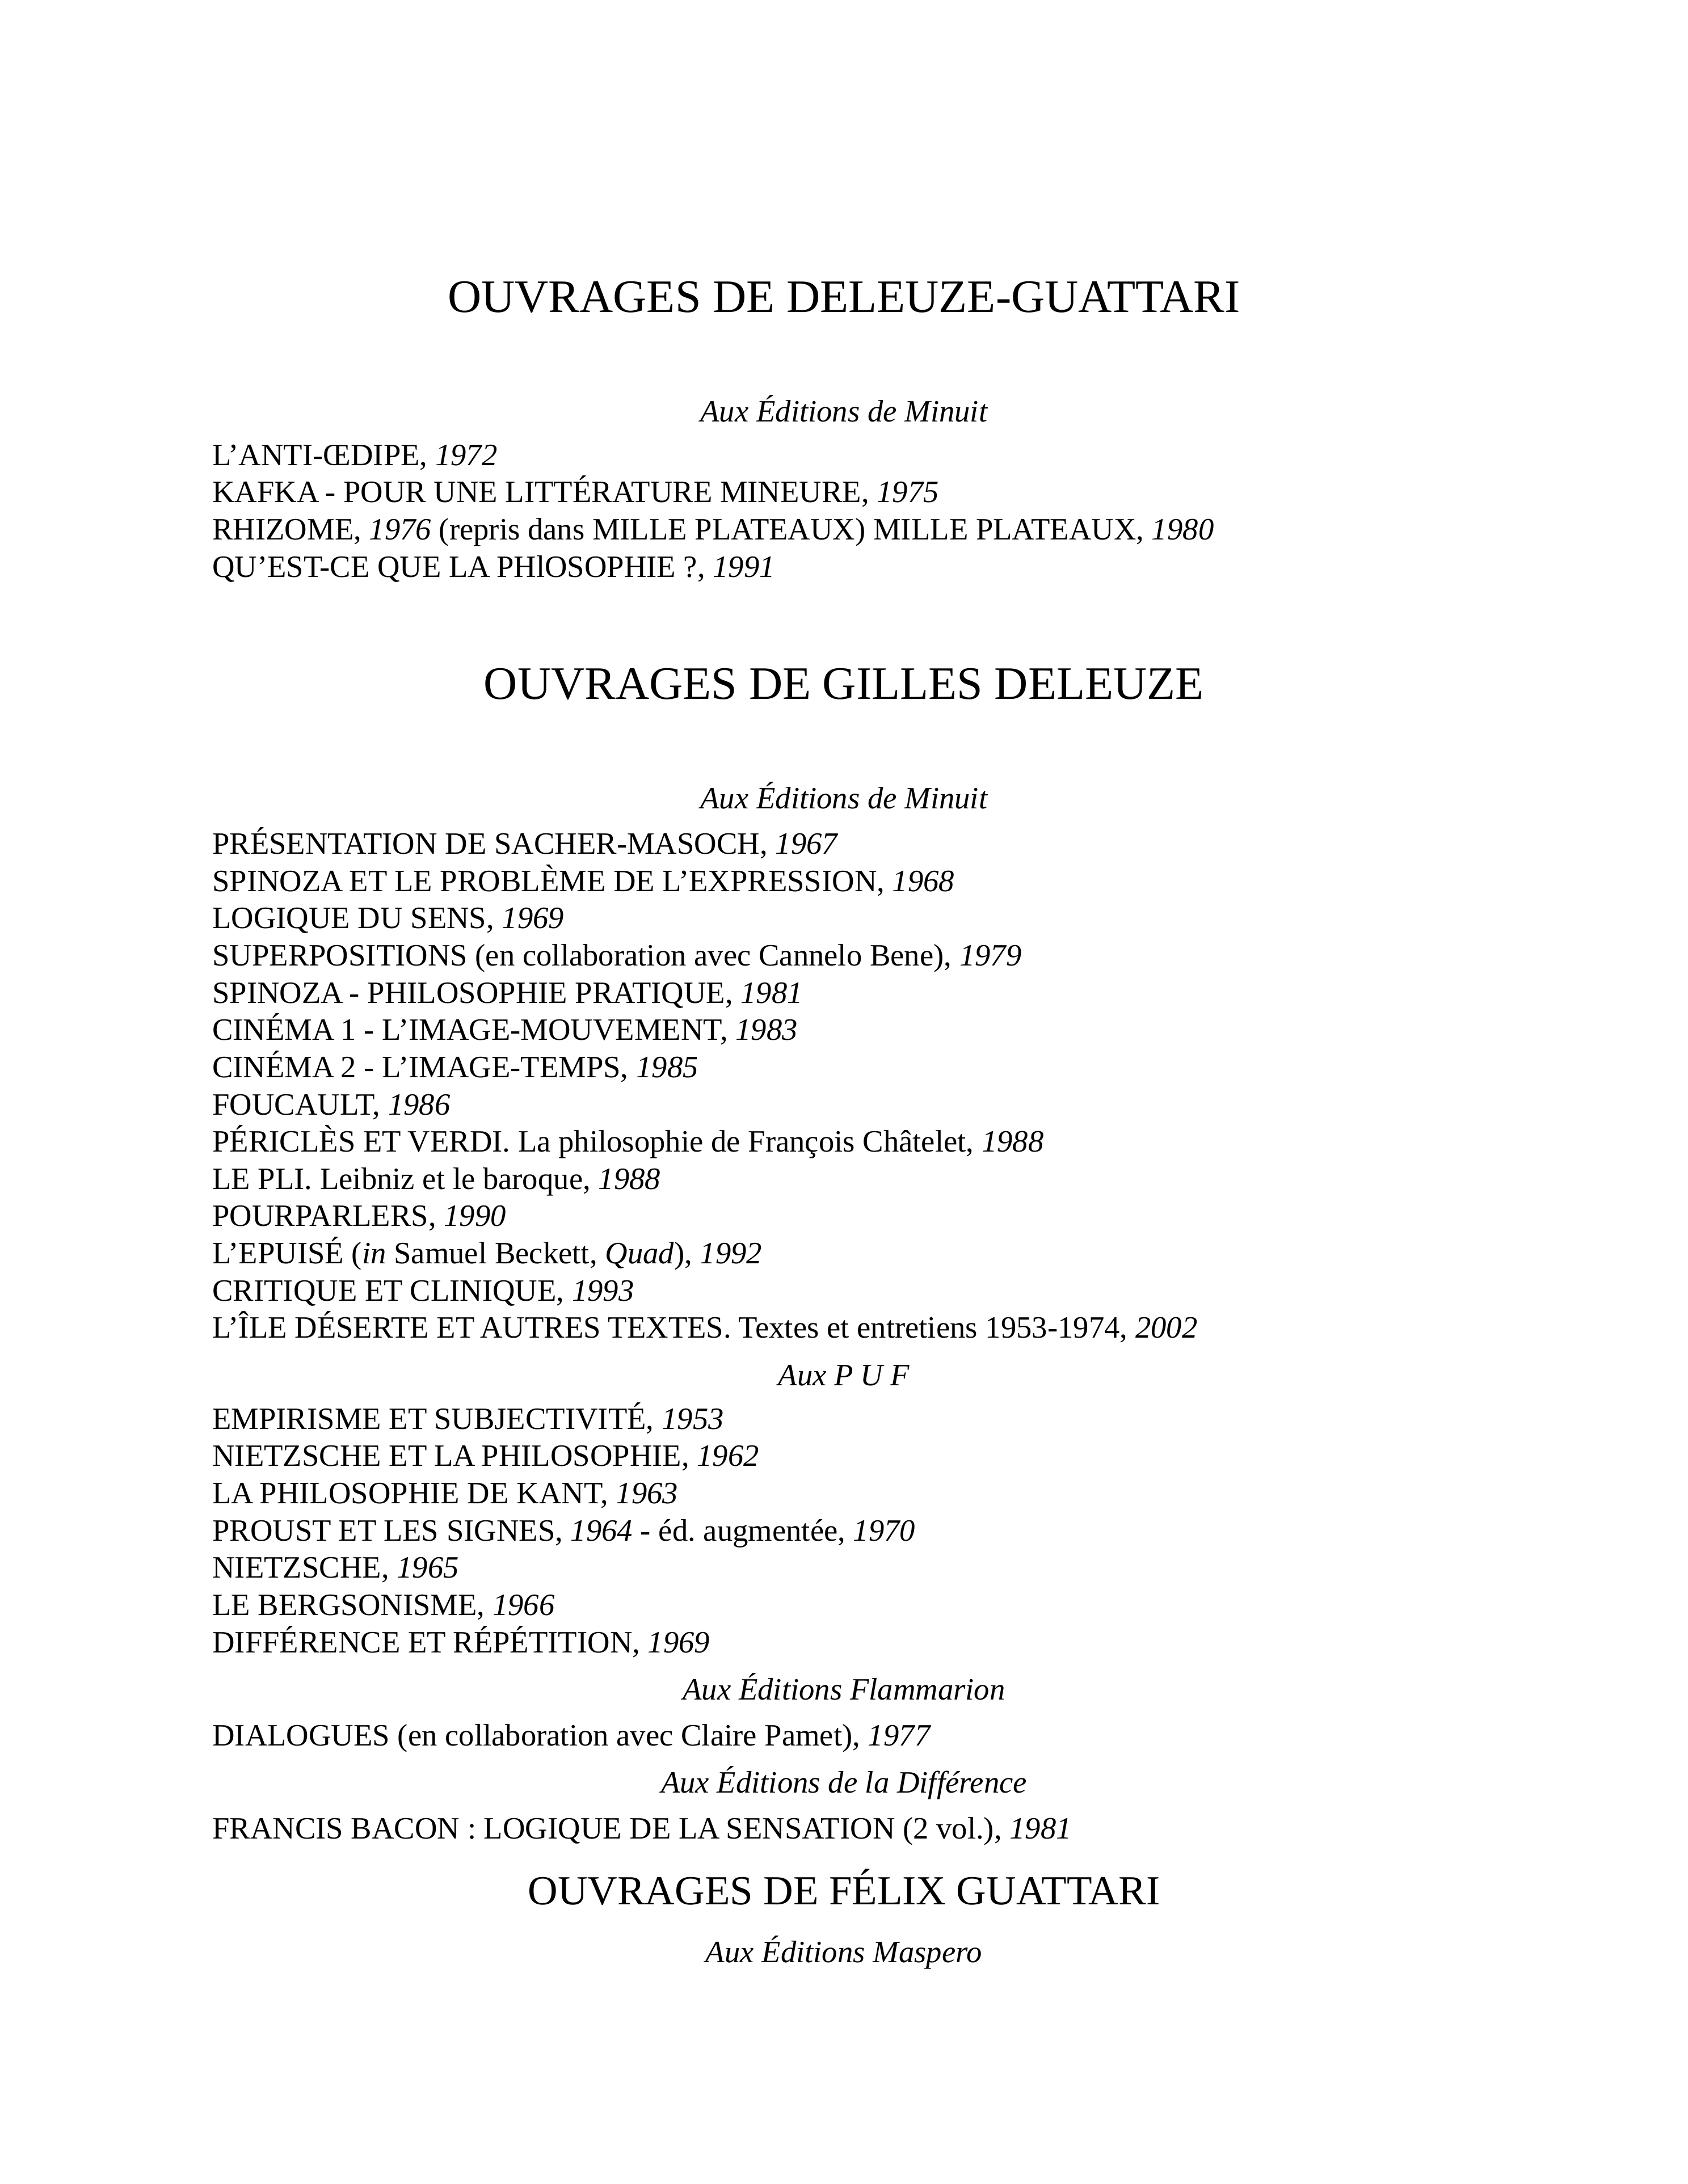 OUVRAGES DE DELEUZE-GUATTARI
Aux Éditions de Minuit
L’ANTI-ŒDIPE, 1972
KAFKA - POUR UNE LITTÉRATURE MINEURE, 1975
RHIZOME, 1976 (repris dans MILLE PLATEAUX) MILLE PLATEAUX, 1980
QU’EST-CE QUE LA PHlOSOPHIE ?, 1991
OUVRAGES DE GILLES DELEUZE
Aux Éditions de Minuit
PRÉSENTATION DE SACHER-MASOCH, 1967
SPINOZA ET LE PROBLÈME DE L’EXPRESSION, 1968
LOGIQUE DU SENS, 1969
SUPERPOSITIONS (en collaboration avec Cannelo Bene), 1979
SPINOZA - PHILOSOPHIE PRATIQUE, 1981
CINÉMA 1 - L’IMAGE-MOUVEMENT, 1983
CINÉMA 2 - L’IMAGE-TEMPS, 1985
FOUCAULT, 1986
PÉRICLÈS ET VERDI. La philosophie de François Châtelet, 1988
LE PLI. Leibniz et le baroque, 1988
POURPARLERS, 1990
L’EPUISÉ (in Samuel Beckett, Quad), 1992
CRITIQUE ET CLINIQUE, 1993
L’ÎLE DÉSERTE ET AUTRES TEXTES. Textes et entretiens 1953-1974, 2002
Aux P U F
EMPIRISME ET SUBJECTIVITÉ, 1953
NIETZSCHE ET LA PHILOSOPHIE, 1962
LA PHILOSOPHIE DE KANT, 1963
PROUST ET LES SIGNES, 1964 - éd. augmentée, 1970
NIETZSCHE, 1965
LE BERGSONISME, 1966
DIFFÉRENCE ET RÉPÉTITION, 1969
Aux Éditions Flammarion
DIALOGUES (en collaboration avec Claire Pamet), 1977
Aux Éditions de la Différence
FRANCIS BACON : LOGIQUE DE LA SENSATION (2 vol.), 1981
OUVRAGES DE FÉLIX GUATTARI
Aux Éditions Maspero